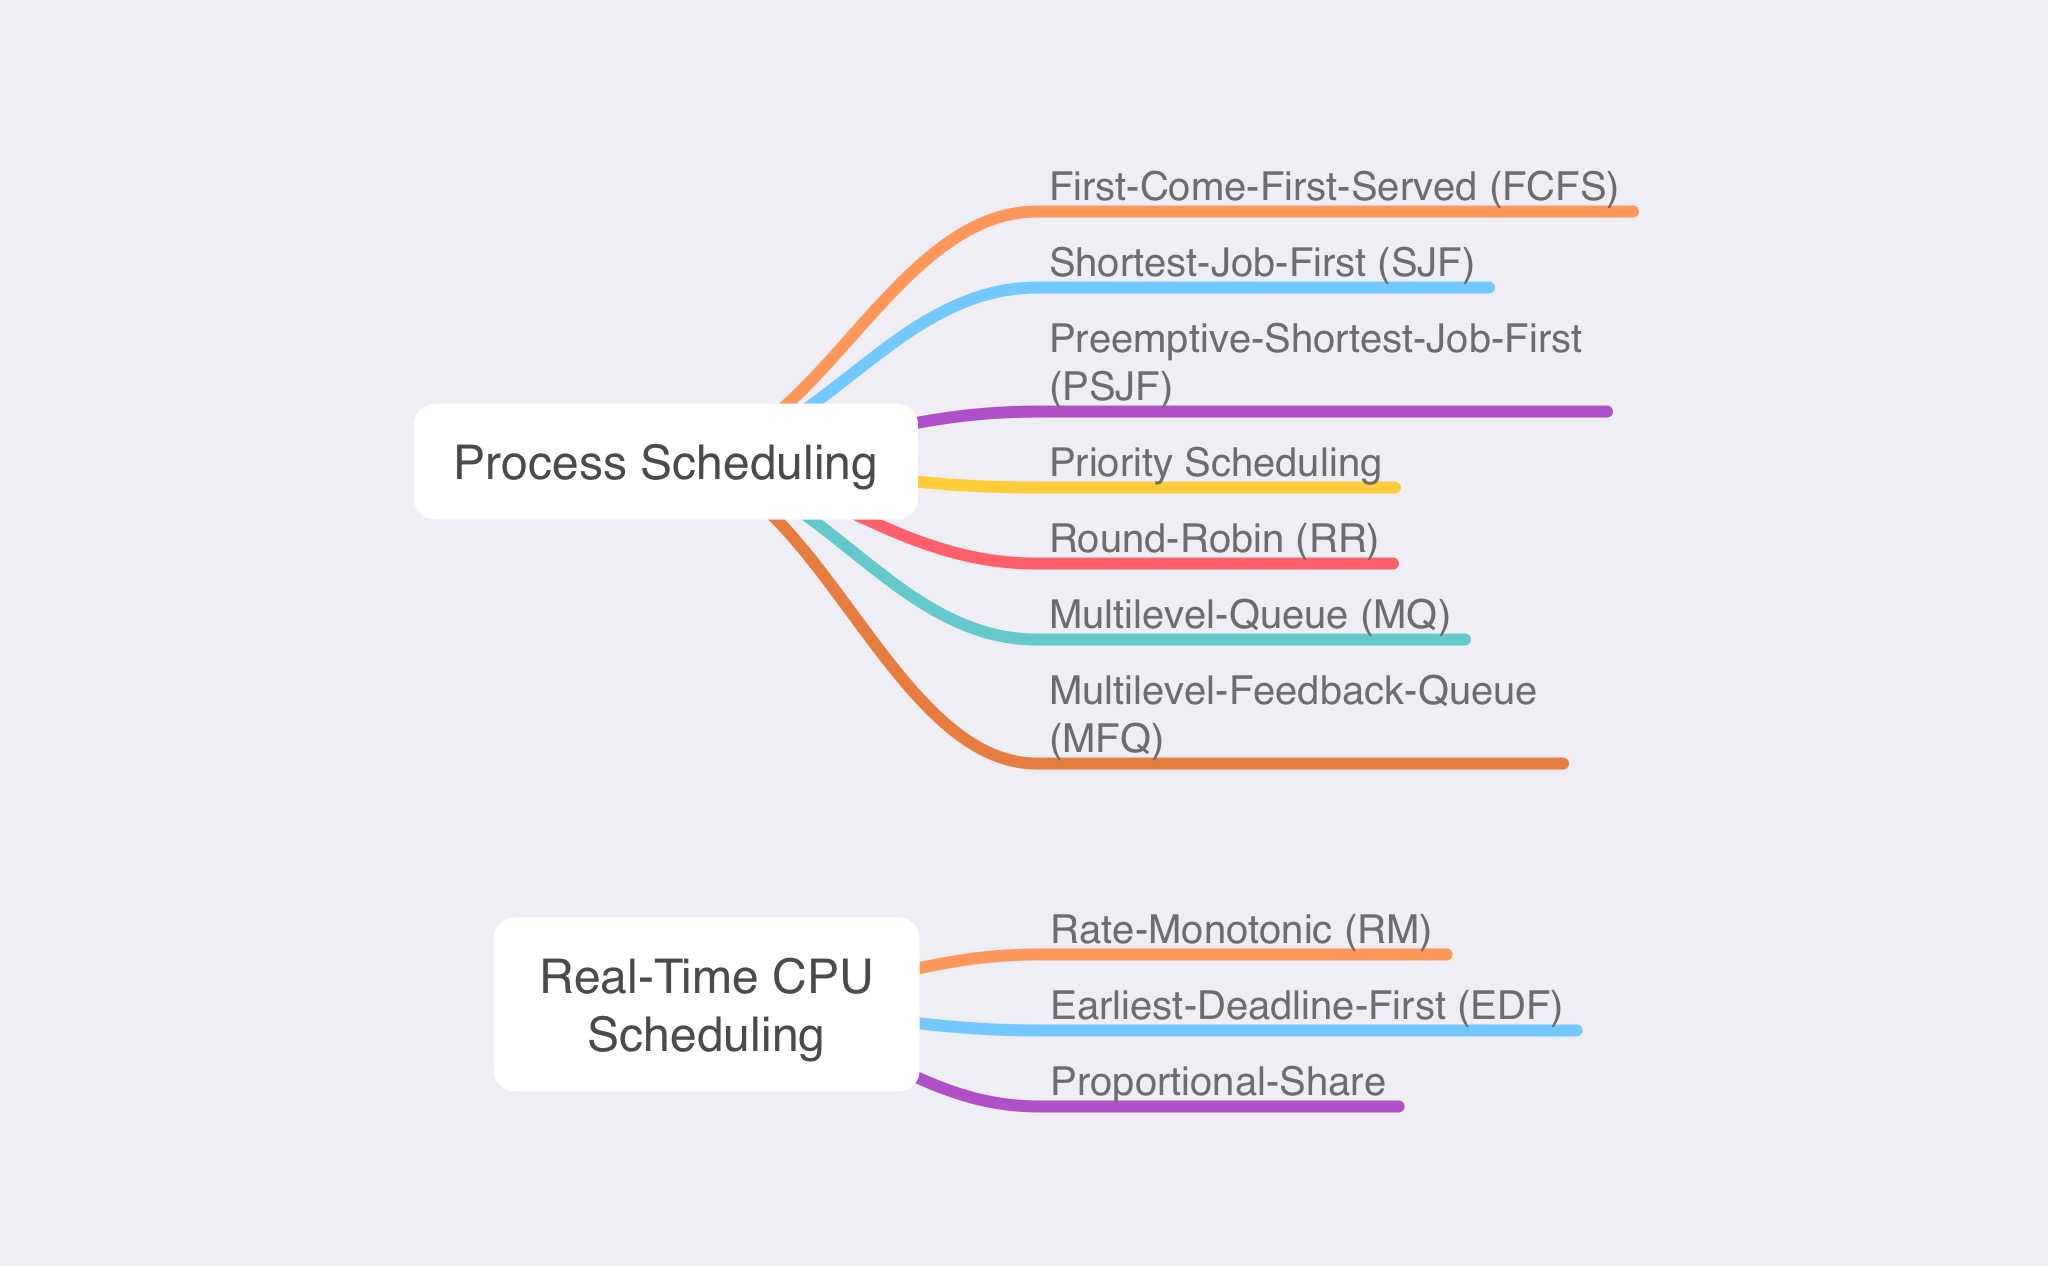 Process Scheduling
First-Come-First-Served (FCFS)
Shortest-Job-First (SJF)
Preemptive-Shortest-Job-First
(PSJF)
Priority Scheduling
Round-Robin (RR)
Multilevel-Queue (MQ)
Multilevel-Feedback-Queue
(MFQ)
Real-Time CPU
Scheduling
Rate-Monotonic (RM)
Earliest-Deadline-First (EDF)
Proportional-Share